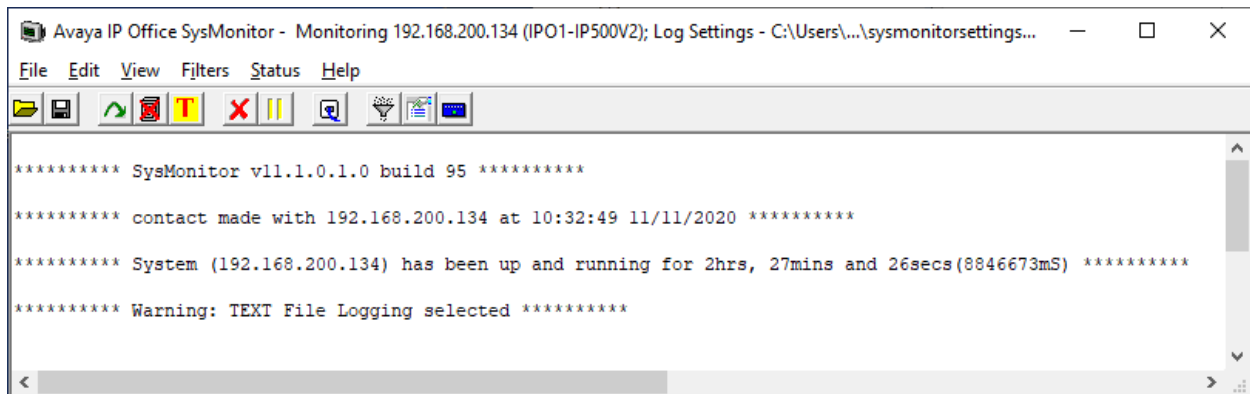 Avaya IP Office SysMonitor - Monitoring 192.168.200.134 (IPO1-IP500V2); Log Settings - C:\Users\...\sysmonitorsettings...
File Edit View Filters Status Help
T
********** SysMonitor v11.1.0.1.0 build 95 **********
********** contact made with 192.168.200.134 at 10:32:49 11/11/2020 **********
********** System (192.168.200.134) has been up and running for 2hrs, 27mins and 26secs(8846673mS) **********
********** Warning: TEXT File Logging selected **********